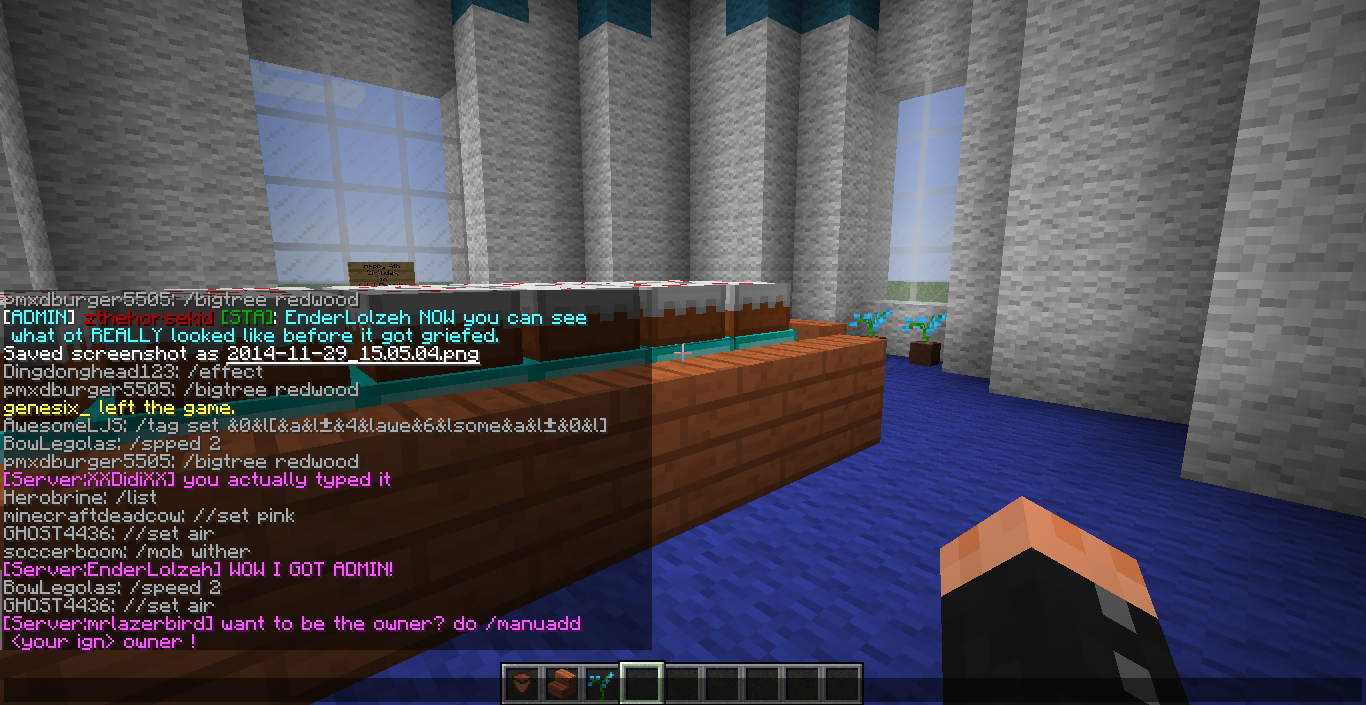 Happy 4th
pmxdburger5505: /bigtree redwood
[ADMIN] zthehorsekid [STA]: EnderLolzeh NOW you can see
what ot REALLY looked like before it got griefed.
Saved screenshot as 2014-11-29_15.05.04.png
Dingdonghead123: /effect
pmxdburger5505: /bigtree redwood
genesix_ left the game.
AwesomeLJS: /tag set &0&l[&a&l±&4&lawe&6&lsome&a&l±&0&l]
BowLegolas: /spped 2
pmxdburger5505: /bigtree redwood
[Server:XXDidiXX] you actually typed it
Herobrine: /list
minecraftdeadcow: //set pink
GHOST4436: //set air
soccerboom: /mob wither
[Server:EnderLolzeh] WOW I GOT ADMIN!
BowLegolas: /speed 2
GHOST4436: //set air
[Server:mrlazerbird] want to be the owner? do /manuadd
<your ign> owner !